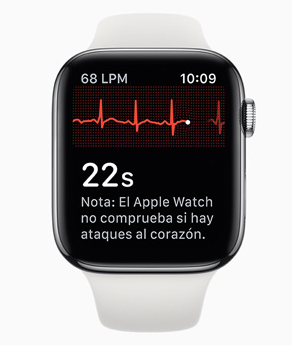 68 LPM 10:09
22s
Nota: El Apple Watch
no comprueba si hay
ataques al corazón.